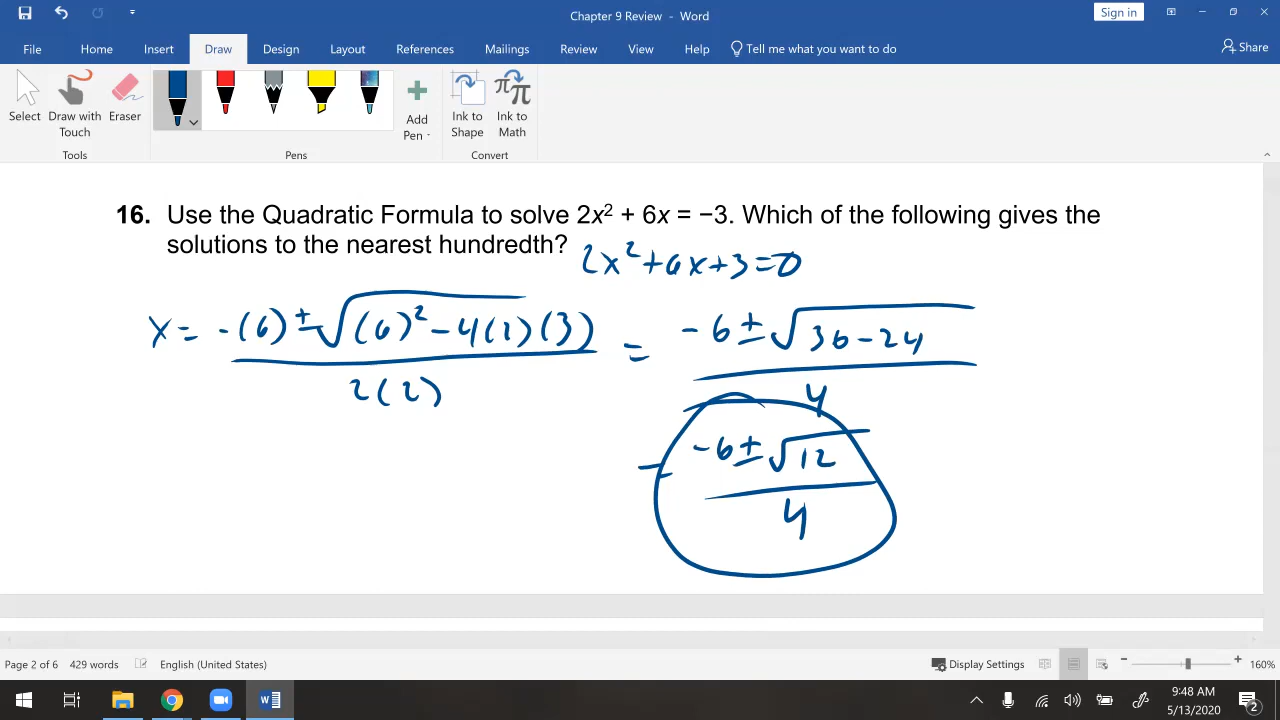 Chapter 9 Review - Word
Sign in
File Home Insert Draw Design Layout References Mailings Review View Help Tell me what you want to do Share
Select Draw with Touch Eraser Add Pen Ink to Shape Ink to Math
Tools Pens Convert
16. Use the Quadratic Formula to solve 2x² + 6x = −3. Which of the following gives the
solutions to the nearest hundredth?
2x²+6x+3=0
x = -(6) ± √(6)² - 4(2)(3) / 2(2) = -6 ± √36-24 / 4
= -6 ± √12 / 4
Page 2 of 6 429 words English (United States) Display Settings 160%
9:48 AM
5/13/2020
2